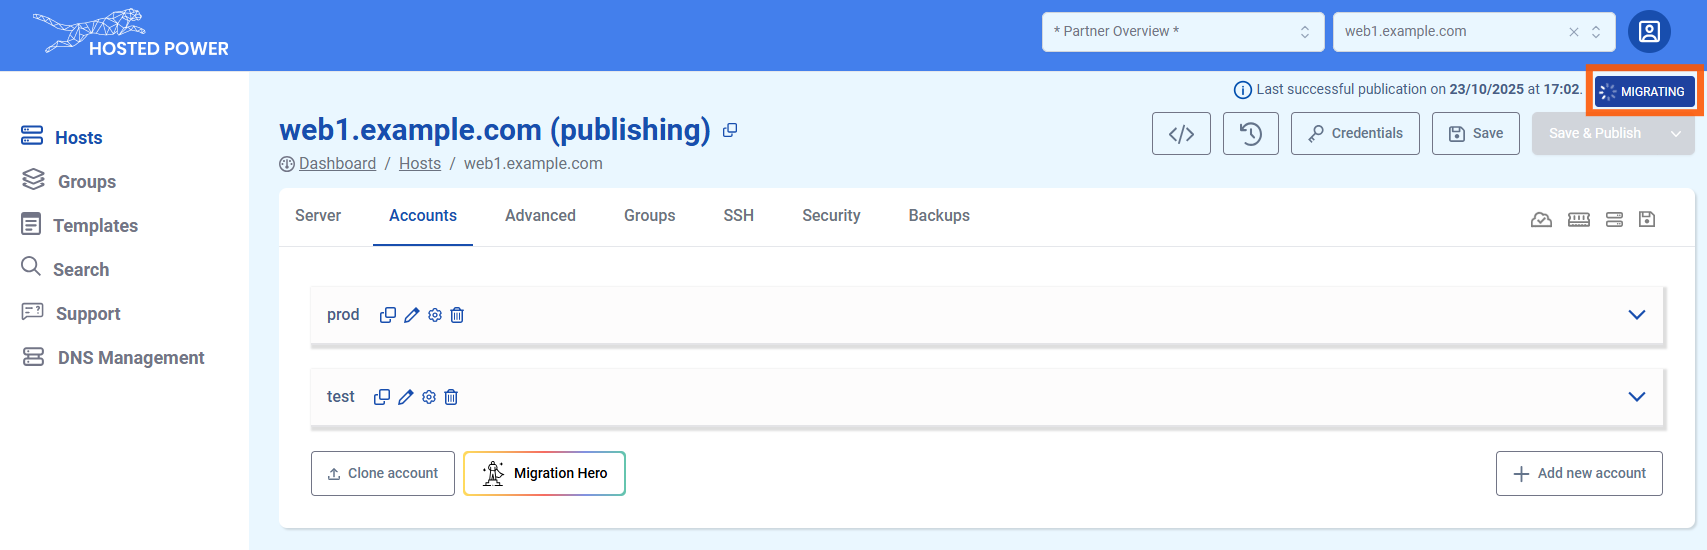 HOSTED POWER
* Partner Overview *
web1.example.com
Last successful publication on 23/10/2025 at 17:02.
MIGRATING
web1.example.com (publishing)
Credentials
Save
Save & Publish
Dashboard / Hosts / web1.example.com
Hosts
Groups
Templates
Search
Support
DNS Management
Server
Accounts
Advanced
Groups
SSH
Security
Backups
prod
test
Clone account
Migration Hero
Add new account